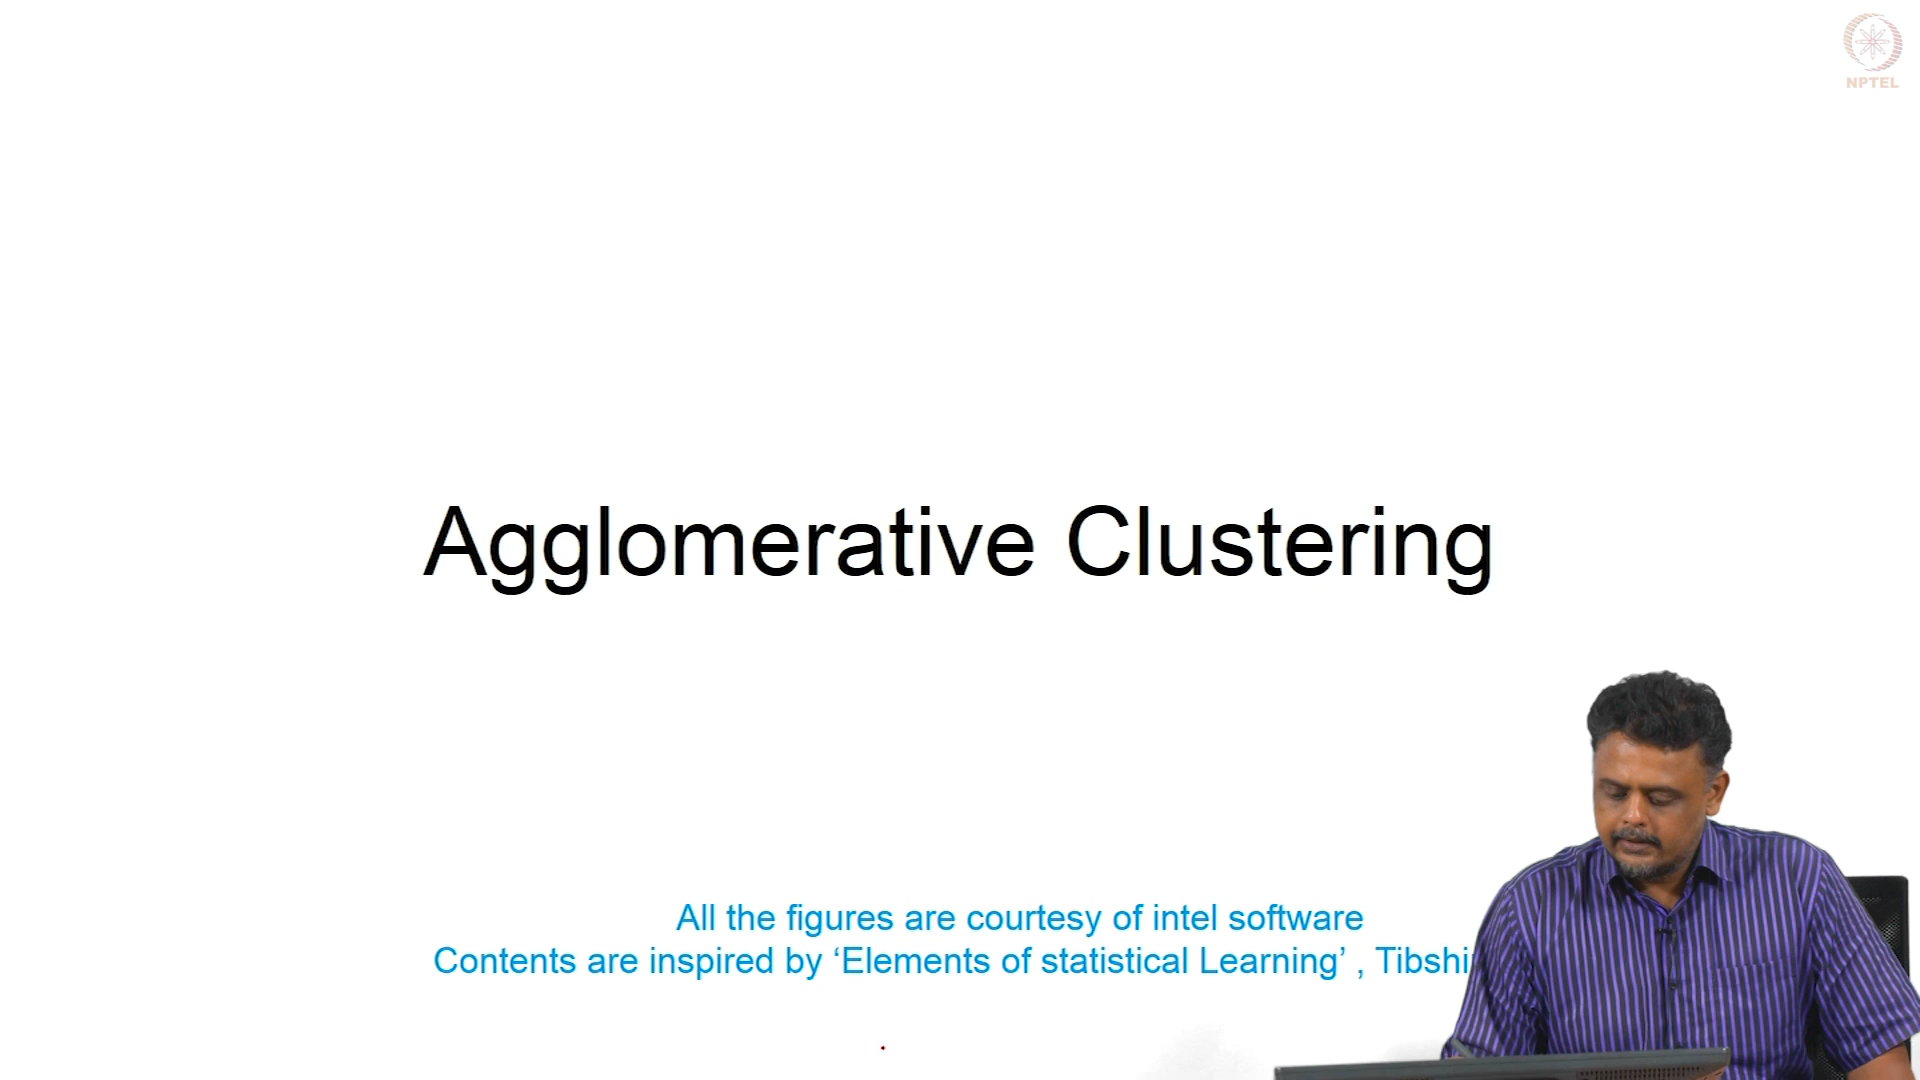 NPTEL
Agglomerative Clustering
All the figures are courtesy of intel software
Contents are inspired by ‘Elements of statistical Learning’ ,